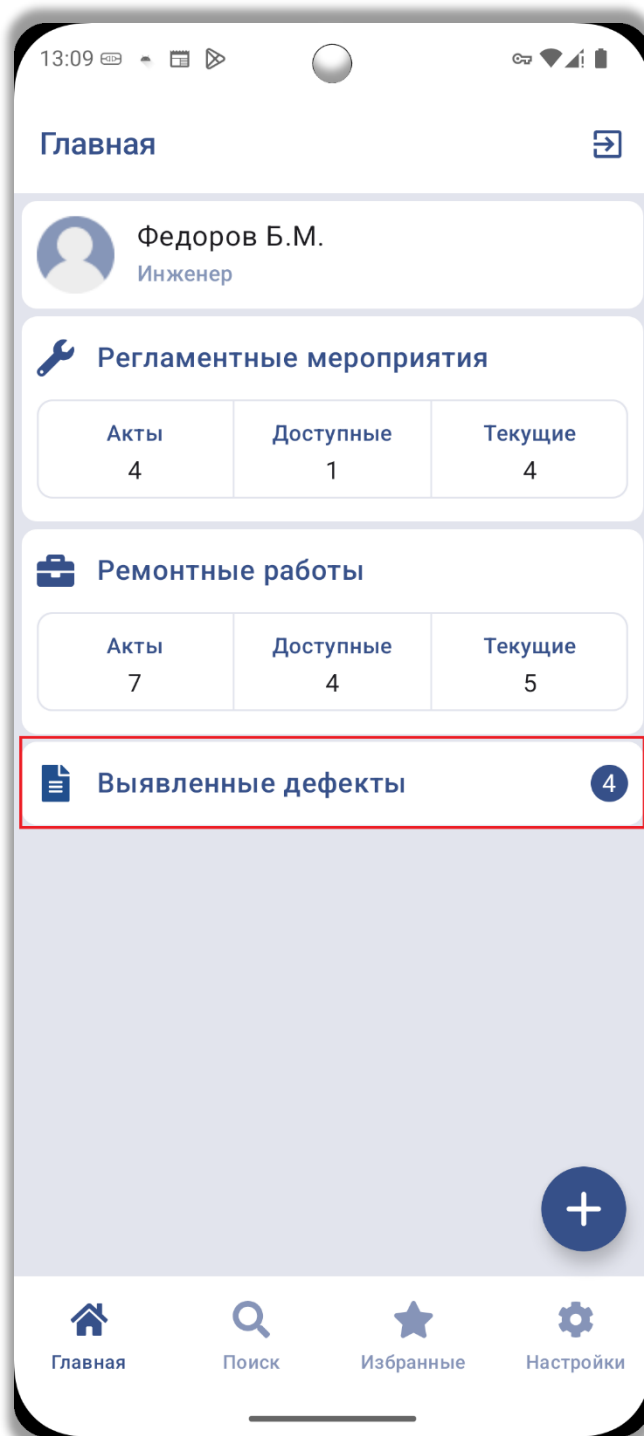 13:09
Главная
Федоров Б.М.
Инженер
Регламентные мероприятия
Акты Доступные Текущие
4 1 4
Ремонтные работы
Акты Доступные Текущие
7 4 5
Выявленные дефекты 4
Главная Поиск Избранные Настройки